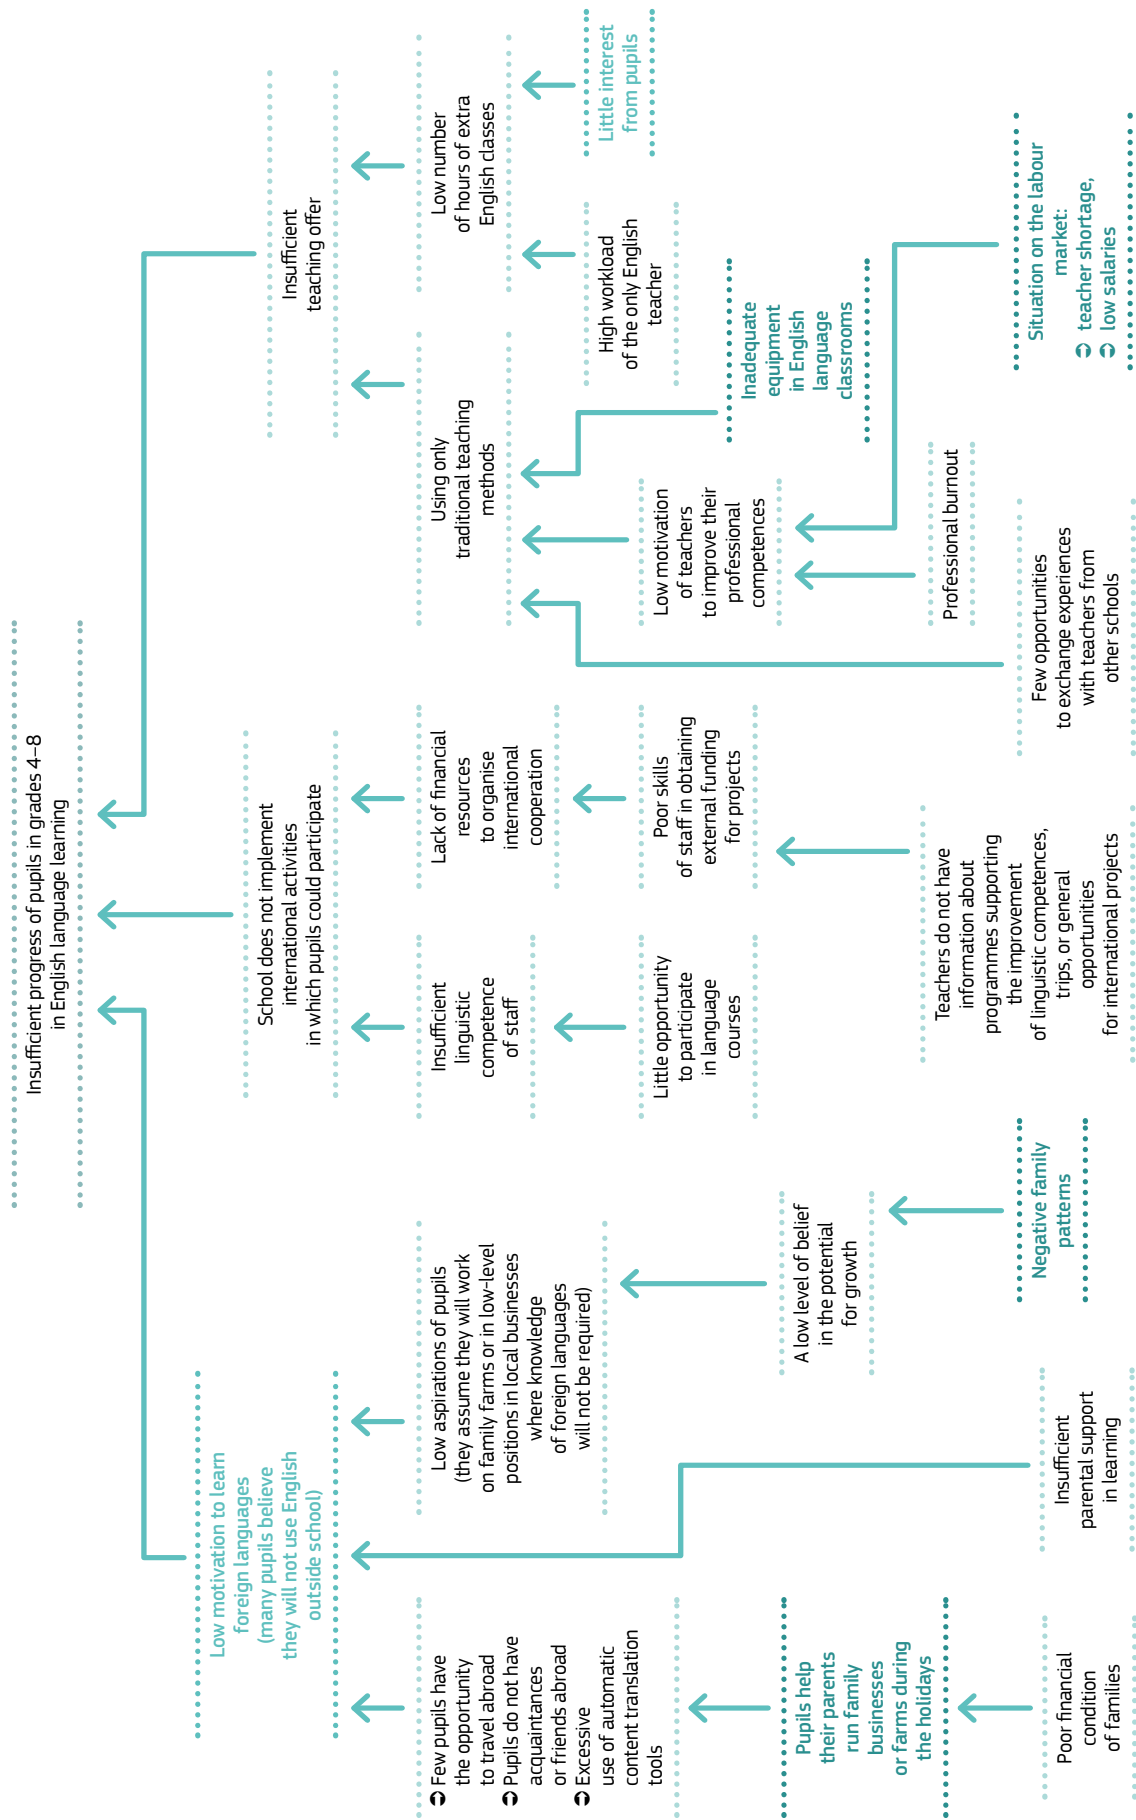 Insufficient progress of pupils in grades 4–8
in English language learning
Low motivation to learn
foreign languages
(many pupils believe
they will not use English
outside school)
School does not implement
international activities
in which pupils could participate
Insufficient
teaching offer
➲ Few pupils have
the opportunity
to travel abroad
➲ Pupils do not have
acquaintances
or friends abroad
➲ Excessive
use of automatic
content translation
tools
Low aspirations of pupils
(they assume they will work
on family farms or in low-level
positions in local businesses
where knowledge
of foreign languages
will not be required)
Insufficient
linguistic
competence
of staff
Lack of financial
resources
to organise
international
cooperation
Using only
traditional teaching
methods
Low number
of hours of extra
English classes
Little interest
from pupils
High workload
of the only English
teacher
Little opportunity
to participate
in language
courses
Poor skills
of staff in obtaining
external funding
for projects
Low motivation
of teachers
to improve their
professional
competences
Inadequate
equipment
in English
language
classrooms
Pupils help
their parents
run family
businesses
or farms during
the holidays
A low level of belief
in the potential
for growth
Teachers do not have
information about
programmes supporting
the improvement
of linguistic competences,
trips, or general
opportunities
for international projects
Professional burnout
Poor financial
condition
of families
Insufficient
parental support
in learning
Negative family
patterns
Few opportunities
to exchange experiences
with teachers from
other schools
Situation on the labour
market:
➲ teacher shortage,
➲ low salaries